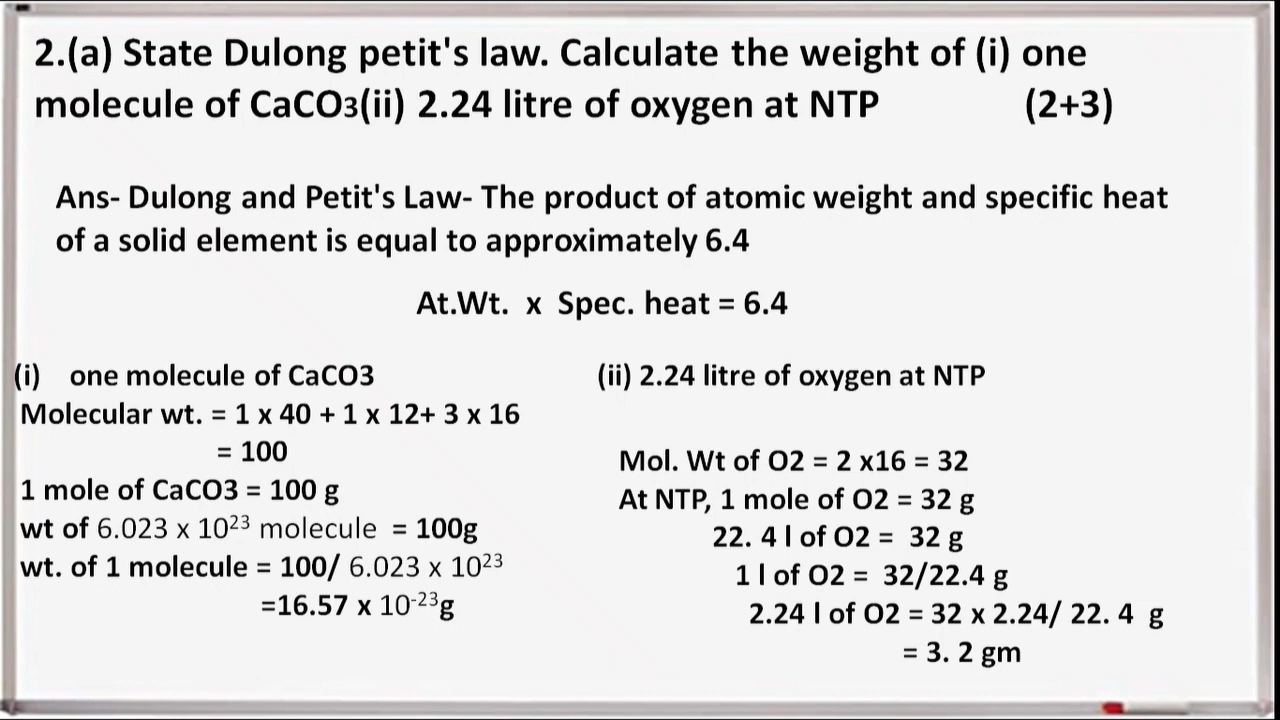 2.(a) State Dulong petit's law. Calculate the weight of (i) one
molecule of CaCO3(ii) 2.24 litre of oxygen at NTP (2+3)
Ans- Dulong and Petit's Law- The product of atomic weight and specific heat
of a solid element is equal to approximately 6.4
At.Wt. x Spec. heat = 6.4
(i) one molecule of CaCO3
Molecular wt. = 1 x 40 + 1 x 12+ 3 x 16
= 100
1 mole of CaCO3 = 100 g
wt of 6.023 x 10²³ molecule = 100g
wt. of 1 molecule = 100/ 6.023 x 10²³
=16.57 x 10⁻²³g
(ii) 2.24 litre of oxygen at NTP
Mol. Wt of O2 = 2 x16 = 32
At NTP, 1 mole of O2 = 32 g
22. 4 l of O2 = 32 g
1 l of O2 = 32/22.4 g
2.24 l of O2 = 32 x 2.24/ 22. 4 g
= 3. 2 gm